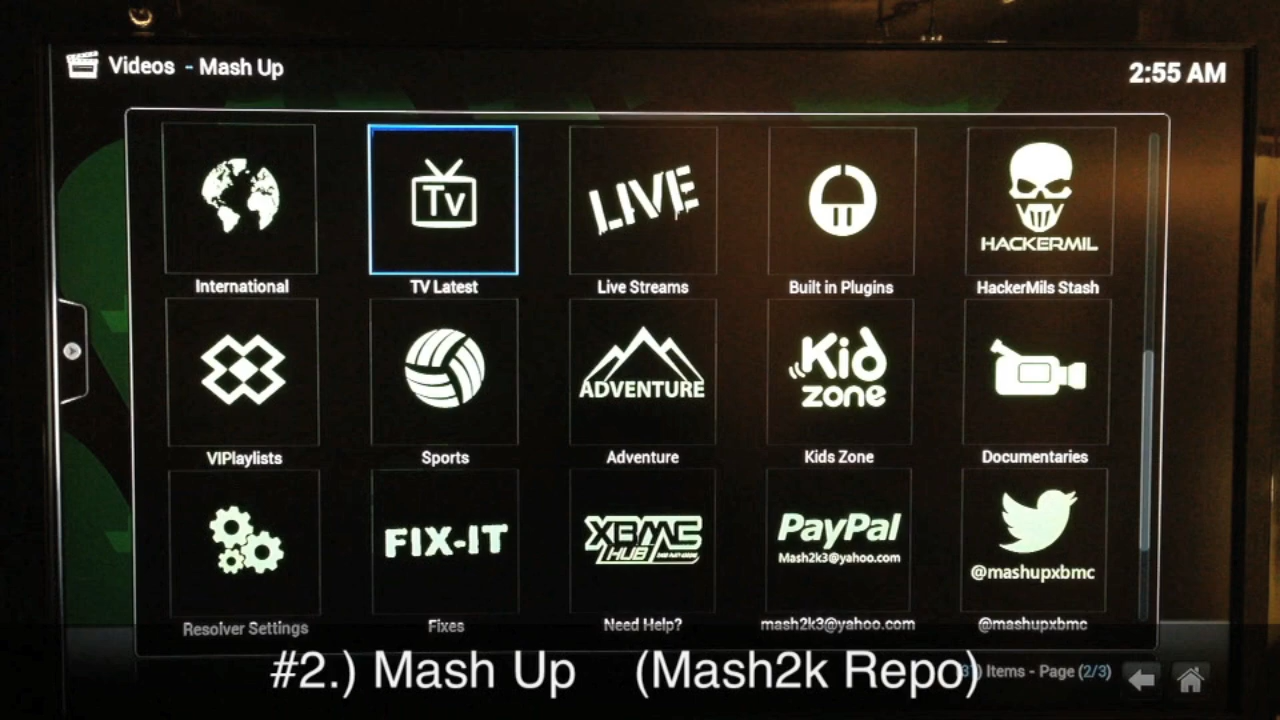 Videos - Mash Up
2:55 AM
Tv
LIVE
HACKERMIL
International
TV Latest
Live Streams
Built in Plugins
HackerMils Stash
ADVENTURE
Kid
zone
VIPlaylists
Sports
Adventure
Kids Zone
Documentaries
FIX-IT
XBMC
HUB
PayPal
Mash2k3@yahoo.com
@mashupxbmc
Resolver Settings
Fixes
Need Help?
mash2k3@yahoo.com
@mashupxbmc
#2.) Mash Up (Mash2k Repo)
Items - Page (2/3)